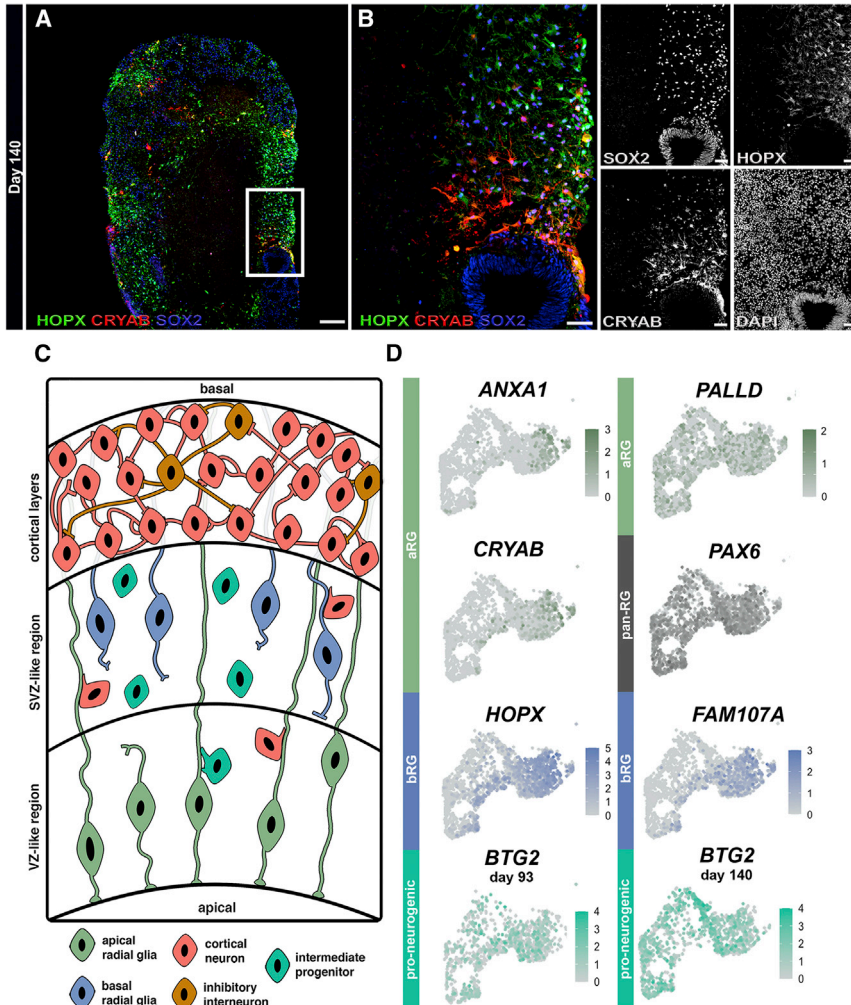 A
B
Day 140
HOPX CRYAB SOX2
HOPX CRYAB SOX2
SOX2
HOPX
CRYAB
DAPI
C
basal
cortical layers
SVZ-like region
VZ-like region
apical
apical
radial glia
cortical
neuron
intermediate
progenitor
basal
radial glia
inhibitory
interneuron
D
aRG
ANXA1
3
2
1
0
aRG
PALLD
2
1
0
CRYAB
2
1
0
pan-RG
PAX6
bRG
HOPX
5
4
3
2
1
0
bRG
FAM107A
3
2
1
0
pro-neurogenic
BTG2
day 93
4
3
2
1
0
pro-neurogenic
BTG2
day 140
4
3
2
1
0